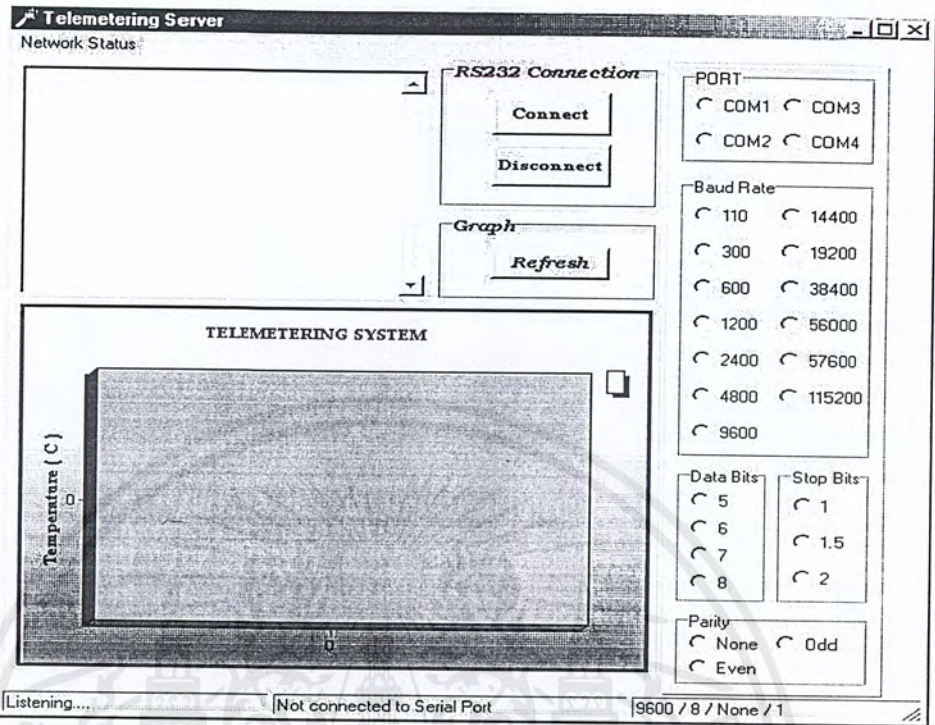 Telemetering Server
Network Status
RS232 Connection
Connect
Disconnect
Graph
Refresh
TELEMETERING SYSTEM
Temperature ( C )
0
0
PORT
COM1 COM3
COM2 COM4
Baud Rate
110 14400
300 19200
600 38400
1200 56000
2400 57600
4800 115200
9600
Data Bits
5
6
7
8
Stop Bits
1
1.5
2
Parity
None Odd
Even
Listening.... Not connected to Serial Port 9600 / 8 / None / 1